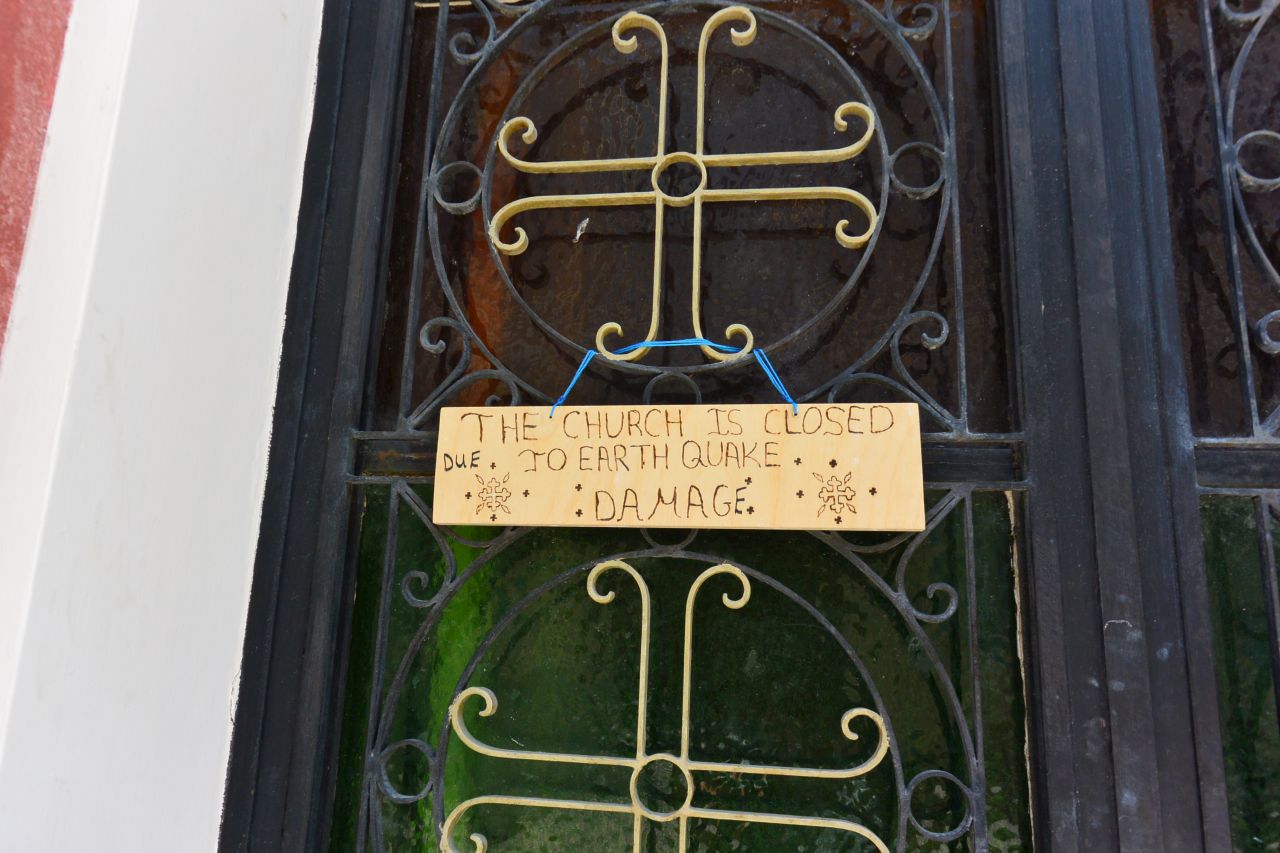 THE CHURCH IS CLOSED
DUE TO EARTH QUAKE
DAMAGE